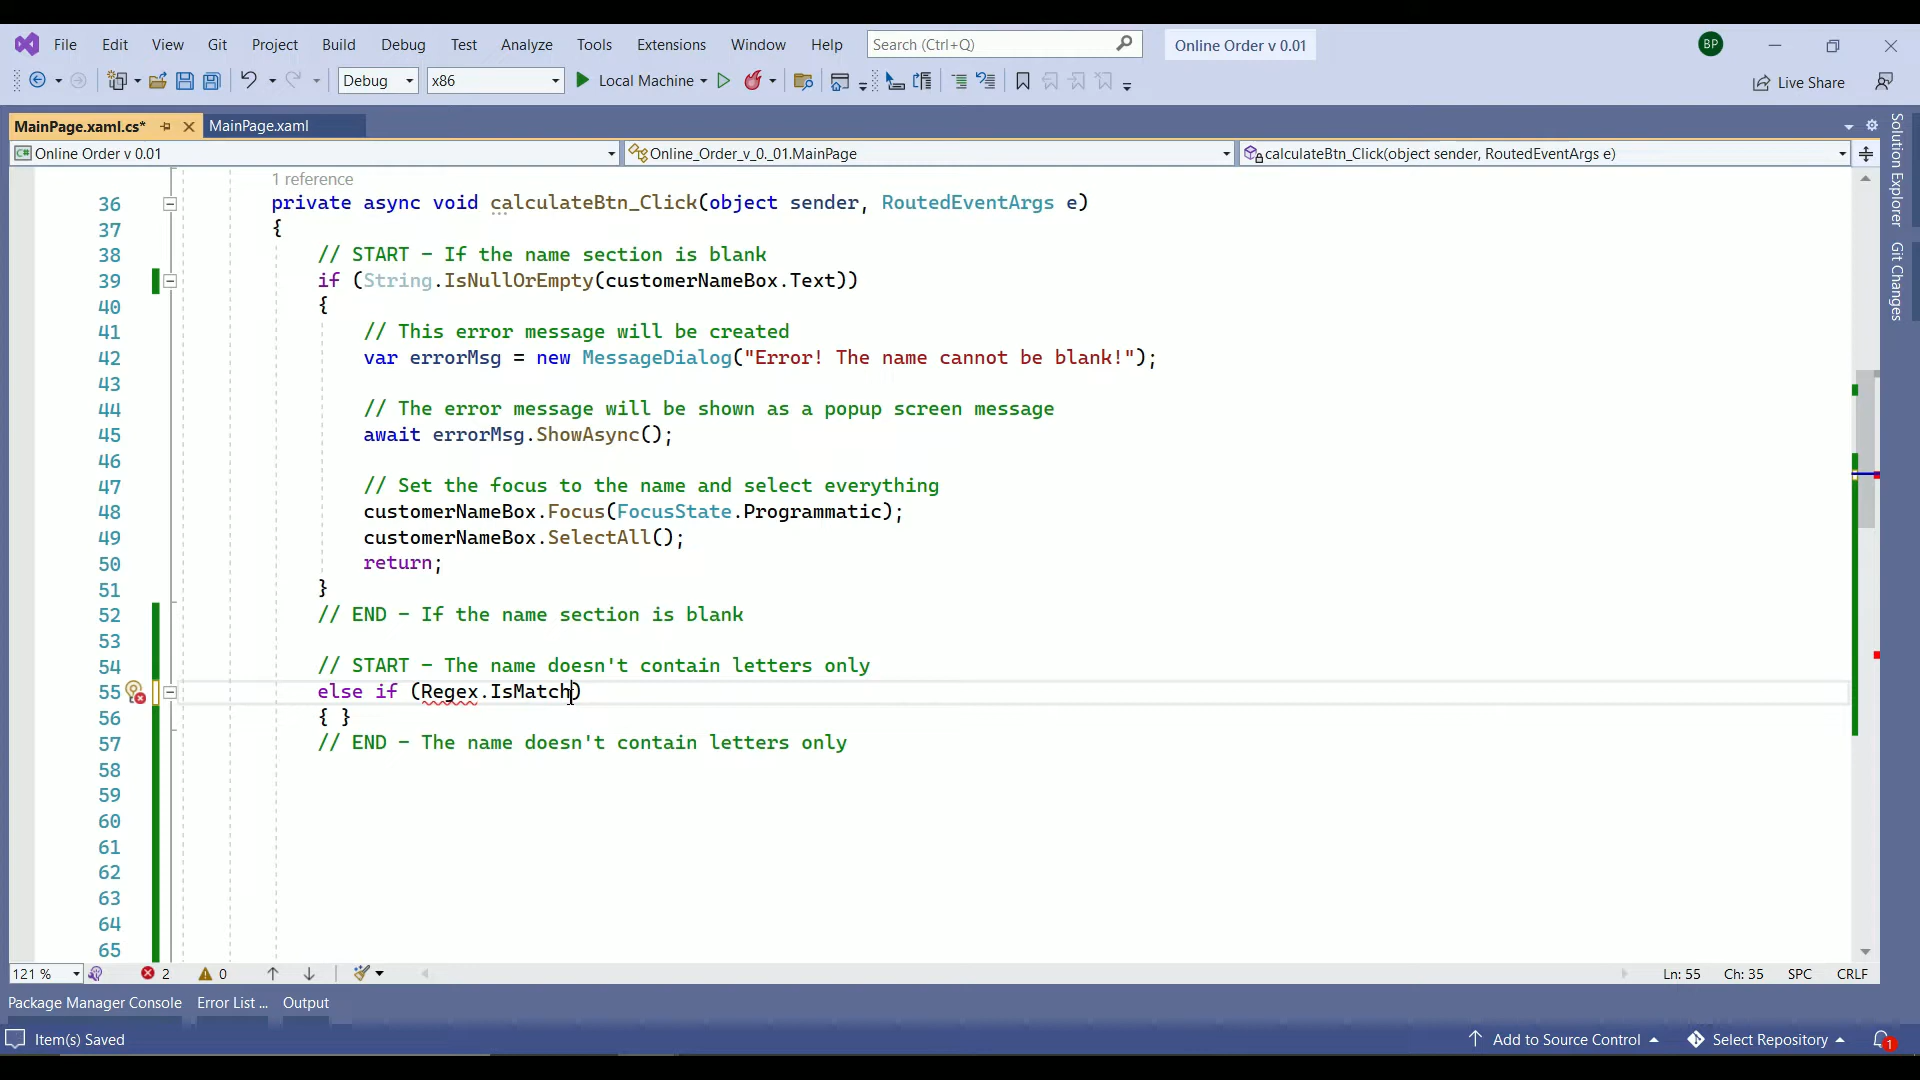 File Edit View Git Project Build Debug Test Analyze Tools Extensions Window Help Search (Ctrl+Q) Online Order v 0.01 BP
Debug x86 Local Machine Live Share
MainPage.xaml.cs* MainPage.xaml
Online Order v 0.01 Online_Order_v_0._01.MainPage calculateBtn_Click(object sender, RoutedEventArgs e)
Solution Explorer
Git Changes
1 reference
36 private async void calculateBtn_Click(object sender, RoutedEventArgs e)
37 {
38 // START - If the name section is blank
39 if (String.IsNullOrEmpty(customerNameBox.Text))
40 {
41 // This error message will be created
42 var errorMsg = new MessageDialog("Error! The name cannot be blank!");
43
44 // The error message will be shown as a popup screen message
45 await errorMsg.ShowAsync();
46
47 // Set the focus to the name and select everything
48 customerNameBox.Focus(FocusState.Programmatic);
49 customerNameBox.SelectAll();
50 return;
51 }
52 // END - If the name section is blank
53
54 // START - The name doesn't contain letters only
55 else if (Regex.IsMatch)
56 { }
57 // END - The name doesn't contain letters only
58
59
60
61
62
63
64
65
121 % 2 0 Ln: 55 Ch: 35 SPC CRLF
Package Manager Console Error List ... Output
Item(s) Saved Add to Source Control Select Repository 1